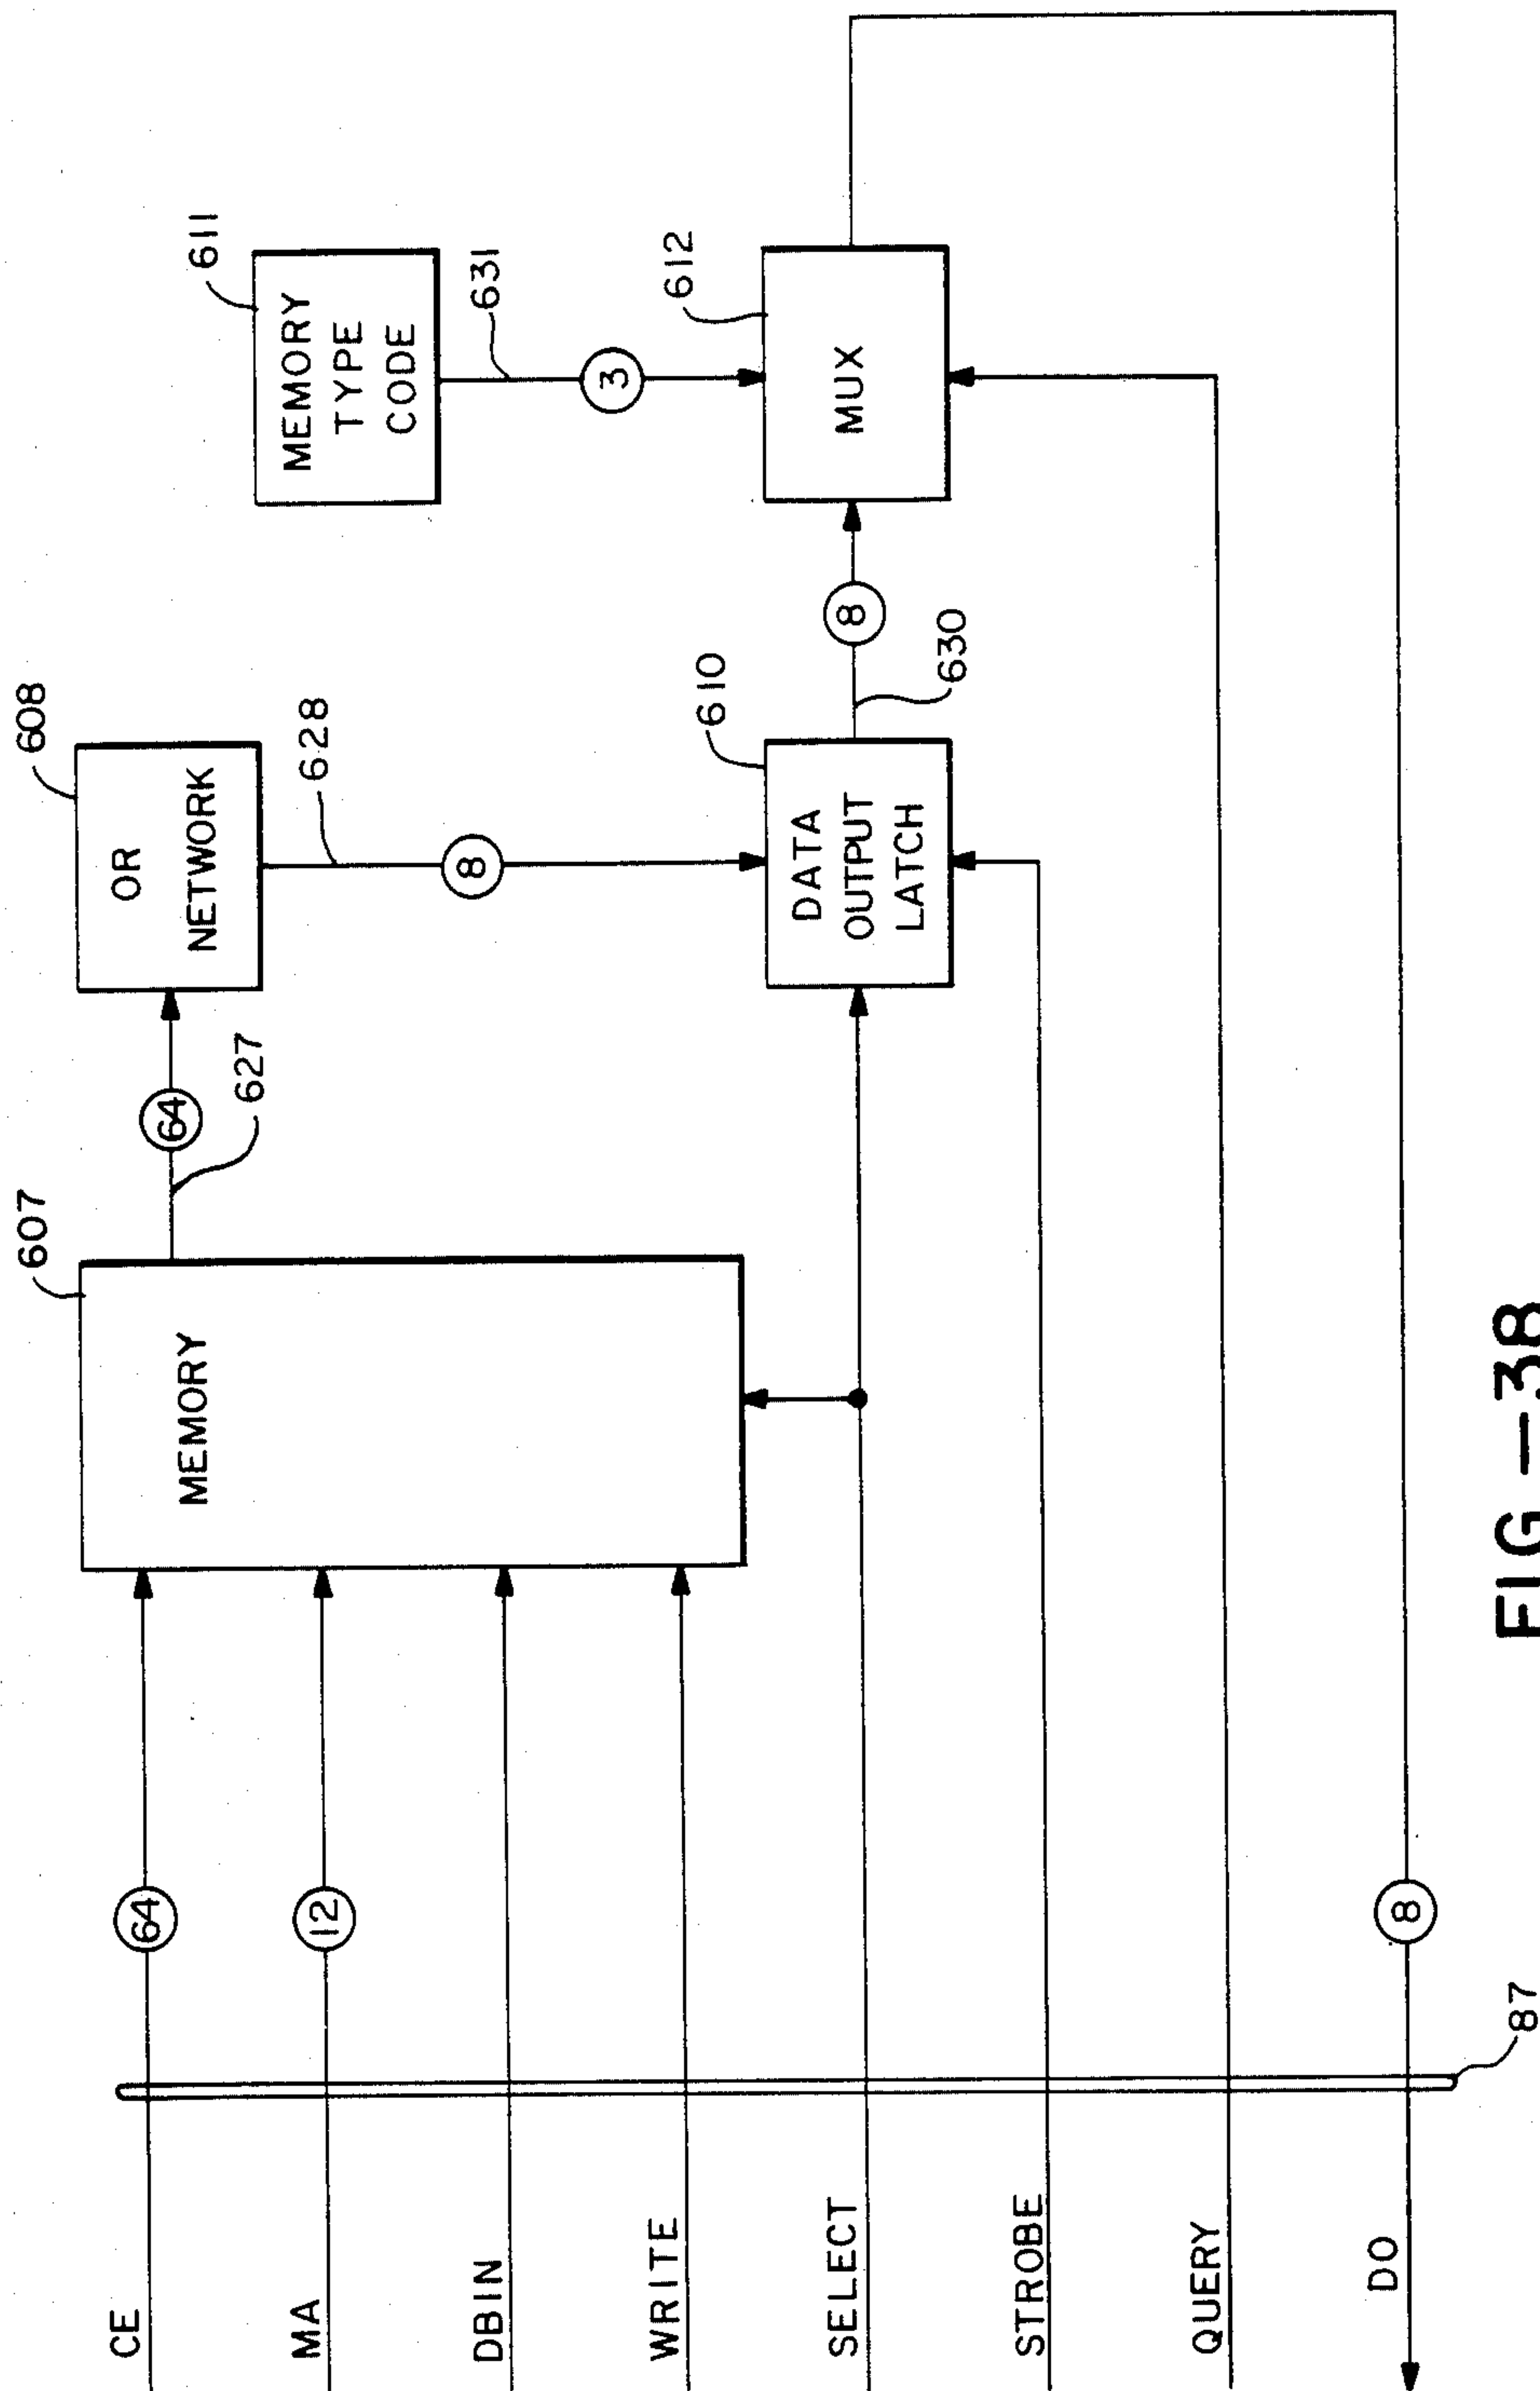 CE
64
MA
12
DBIN
WRITE
SELECT
STROBE
QUERY
DO
8
87
MEMORY
607
64
627
OR
NETWORK
608
628
8
DATA
OUTPUT
LATCH
610
630
8
MEMORY
TYPE
CODE
611
631
3
MUX
612
FIG —38